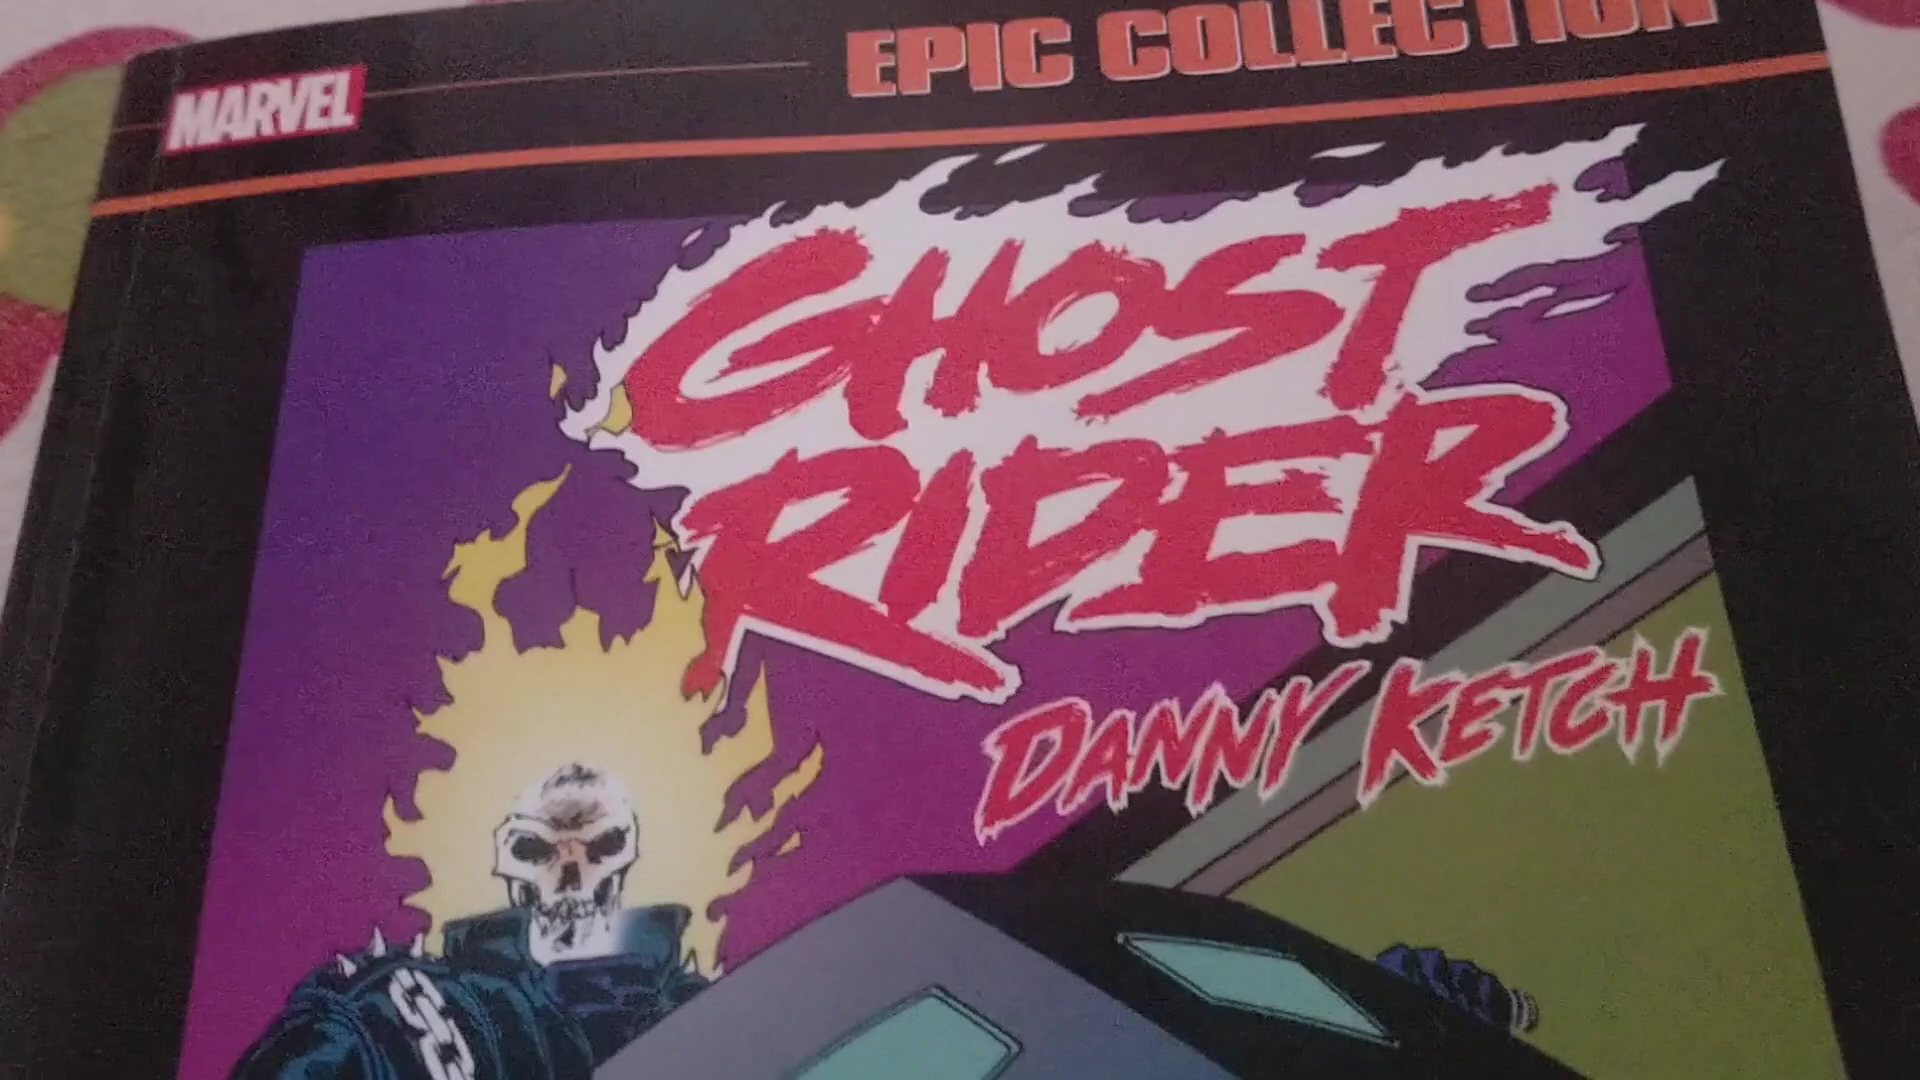 MARVEL
EPIC COLLECTION
GHOST
RIDER
DANNY KETCH